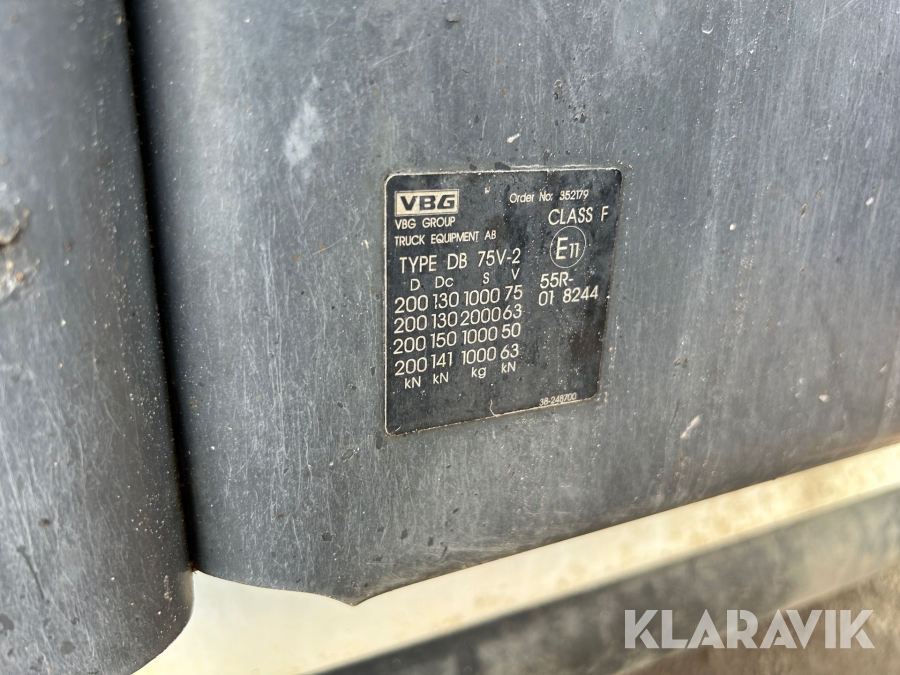 VBG
Order No: 352179
VBG GROUP
TRUCK EQUIPMENT AB
CLASS F
E11
TYPE DB 75V-2
55R-
01 8244
D Dc S V
200 130 1000 75
200 130 2000 63
200 150 1000 50
200 141 1000 63
kN kN kg kN
38-248700
KLARAVIK